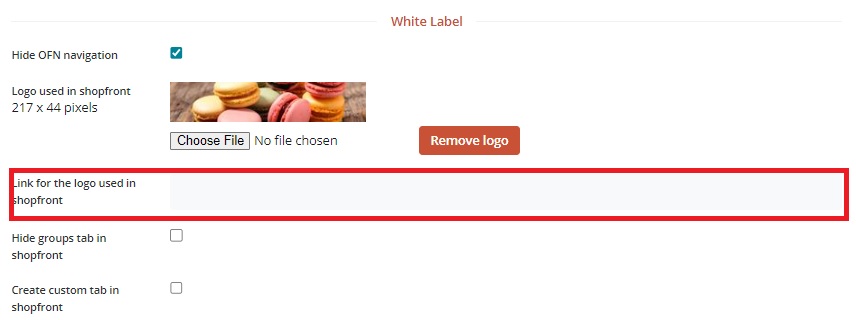 White Label
Hide OFN navigation
Logo used in shopfront
217 x 44 pixels
Choose File No file chosen
Remove logo
Link for the logo used in
shopfront
Hide groups tab in
shopfront
Create custom tab in
shopfront